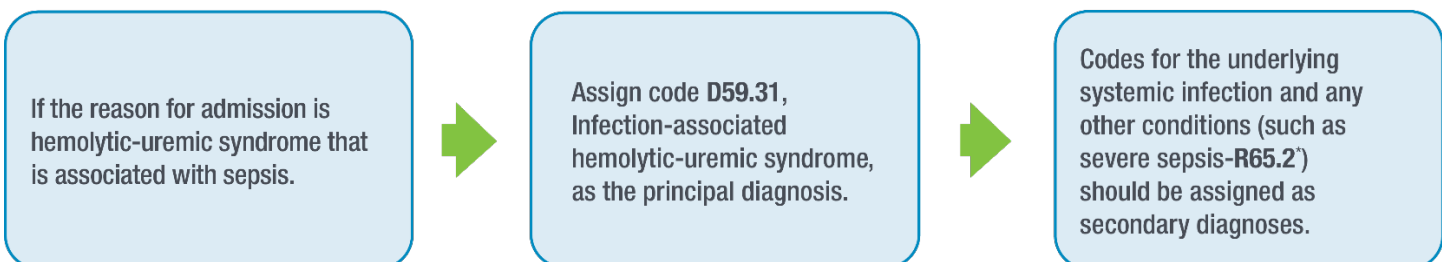 If the reason for admission is
hemolytic-uremic syndrome that
is associated with sepsis.
Assign code D59.31,
Infection-associated
hemolytic-uremic syndrome,
as the principal diagnosis.
Codes for the underlying
systemic infection and any
other conditions (such as
severe sepsis-R65.2*)
should be assigned as
secondary diagnoses.